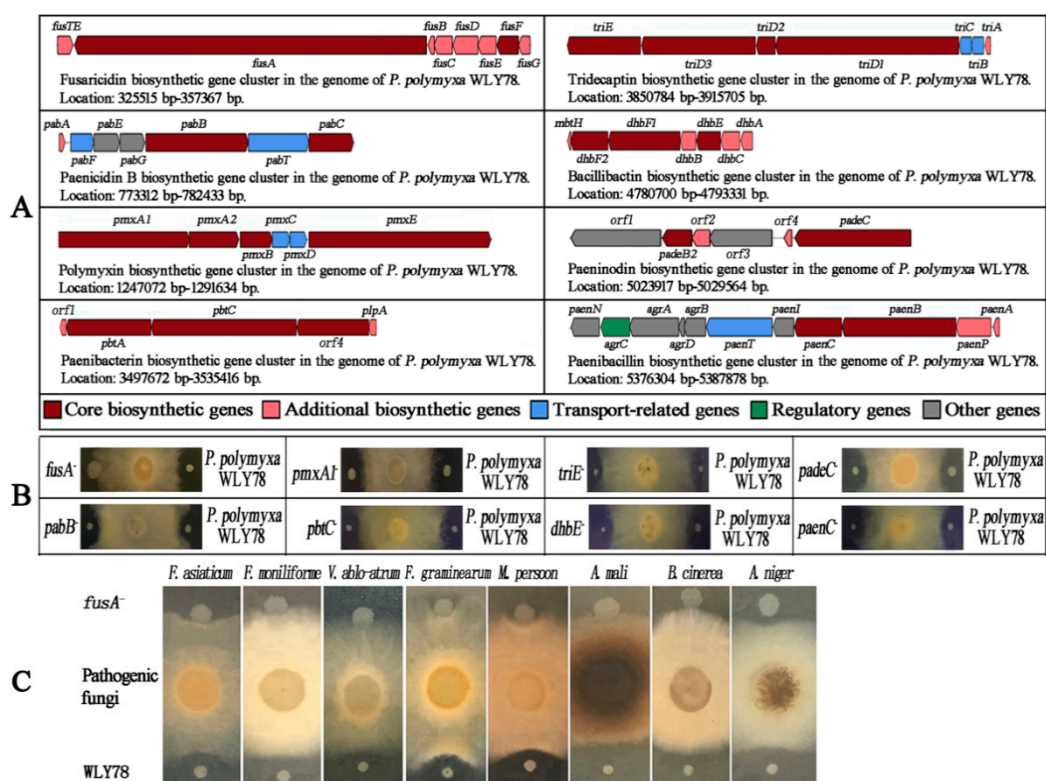 A
fusTE fusB fusD fusF
fusA fusC fusE fusG
Fusaricidin biosynthetic gene cluster in the genome of P. polymyxa WLY78.
Location: 325515 bp-357367 bp.
triE triD2 triC triA
triD3 triD1 triB
Tridecaptin biosynthetic gene cluster in the genome of P. polymyxa WLY78.
Location: 3850784 bp-3915705 bp.
pabA pabE pabB pabC
pabF pabG pabT
Paenicidin B biosynthetic gene cluster in the genome of P. polymyxa WLY78.
Location: 773312 bp-782433 bp.
mbtH dhbF1 dhbE dhbA
dhbF2 dhbB dhbC
Bacillibactin biosynthetic gene cluster in the genome of P. polymyxa WLY78.
Location: 4780700 bp-4793331 bp.
pmxA1 pmxA2 pmxC pmxE
pmxB pmxD
Polymyxin biosynthetic gene cluster in the genome of P. polymyxa WLY78.
Location: 1247072 bp-1291634 bp.
orf1 orf2 orf4 padeC
padeB2 orf3
Paeninodin biosynthetic gene cluster in the genome of P. polymyxa WLY78.
Location: 5023917 bp-5029564 bp.
orf1 pbtC plpA
pbtA orf4
Paenibacterin biosynthetic gene cluster in the genome of P. polymyxa WLY78.
Location: 3497672 bp-3535416 bp.
paenN agrA agrB paenI paenB paenA
agrC agrD paenT paenC paenP
Paenibacillin biosynthetic gene cluster in the genome of P. polymyxa WLY78.
Location: 5376304 bp-5387878 bp.
Core biosynthetic genes Additional biosynthetic genes Transport-related genes Regulatory genes Other genes
B
fusA⁻ P. polymyxa
WLY78
pmxA1⁻ P. polymyxa
WLY78
triE⁻ P. polymyxa
WLY78
padeC⁻ P. polymyxa
WLY78
pabB⁻ P. polymyxa
WLY78
pbtC⁻ P. polymyxa
WLY78
dhbE⁻ P. polymyxa
WLY78
paenC⁻ P. polymyxa
WLY78
C
F. asiaticum F. moniliforme V. ablo-atrum F. graminearum M. persoon A. mali B. cinerea A. niger
fusA⁻
Pathogenic
fungi
WLY78